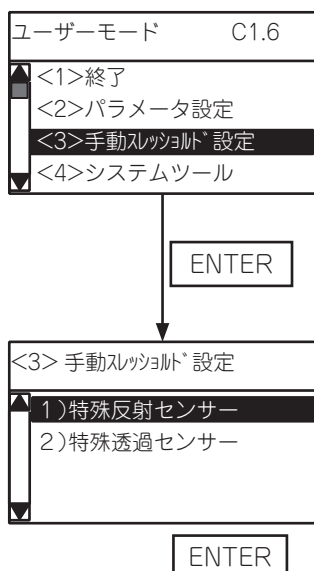 ユーザーモード C1.6
<1>終了
<2>パラメータ設定
<3>手動ｽﾚｯｼｮﾙﾄﾞ設定
<4>システムツール
ENTER
<3> 手動ｽﾚｯｼｮﾙﾄﾞ設定
1)特殊反射センサー
2)特殊透過センサー
ENTER